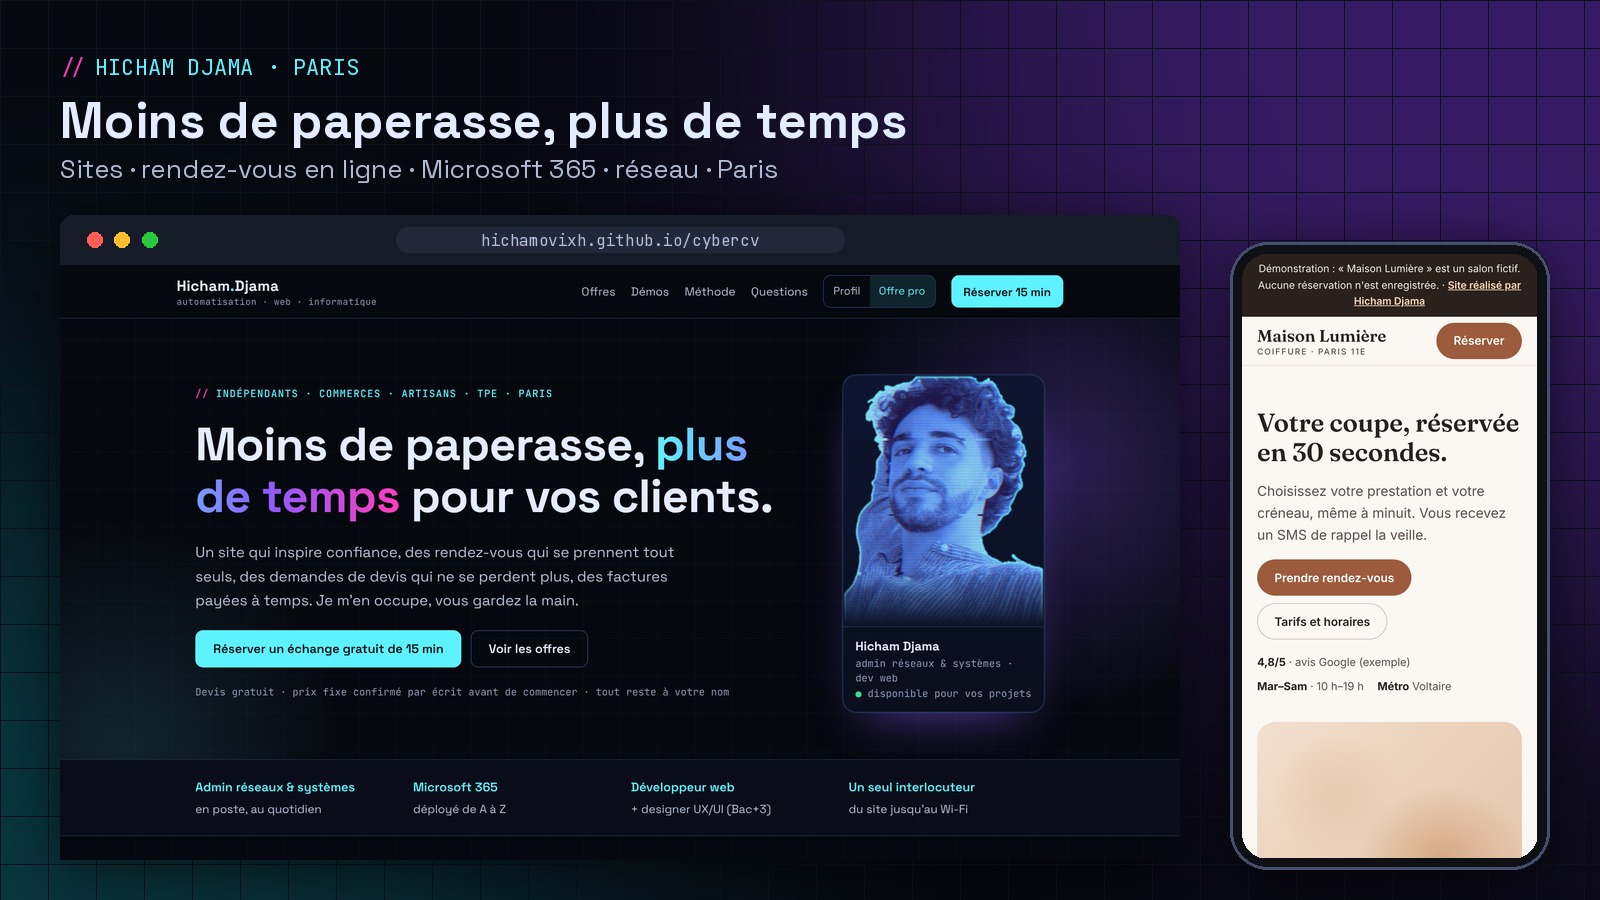 // HICHAM DJAMA · PARIS
Moins de paperasse, plus de temps
Sites · rendez-vous en ligne · Microsoft 365 · réseau · Paris
hichamovixh.github.io/cybercv
Hicham.Djama
automatisation · web · informatique
Offres Démos Méthode Questions Profil Offre pro Réserver 15 min
// INDÉPENDANTS · COMMERCES · ARTISANS · TPE · PARIS
Moins de paperasse, plus
de temps pour vos clients.
Un site qui inspire confiance, des rendez-vous qui se prennent tout
seuls, des demandes de devis qui ne se perdent plus, des factures
payées à temps. Je m'en occupe, vous gardez la main.
Réserver un échange gratuit de 15 min Voir les offres
Devis gratuit · prix fixe confirmé par écrit avant de commencer · tout reste à votre nom
Hicham Djama
admin réseaux & systèmes ·
dev web
disponible pour vos projets
Admin réseaux & systèmes
en poste, au quotidien
Microsoft 365
déployé de A à Z
Développeur web
+ designer UX/UI (Bac+3)
Un seul interlocuteur
du site jusqu'au Wi-Fi
Démonstration : « Maison Lumière » est un salon fictif.
Aucune réservation n'est enregistrée. · Site réalisé par
Hicham Djama
Maison Lumière
COIFFURE · PARIS 11E
Réserver
Votre coupe, réservée
en 30 secondes.
Choisissez votre prestation et votre
créneau, même à minuit. Vous recevez
un SMS de rappel la veille.
Prendre rendez-vous
Tarifs et horaires
4,8/5 · avis Google (exemple)
Mar–Sam · 10 h–19 h Métro Voltaire